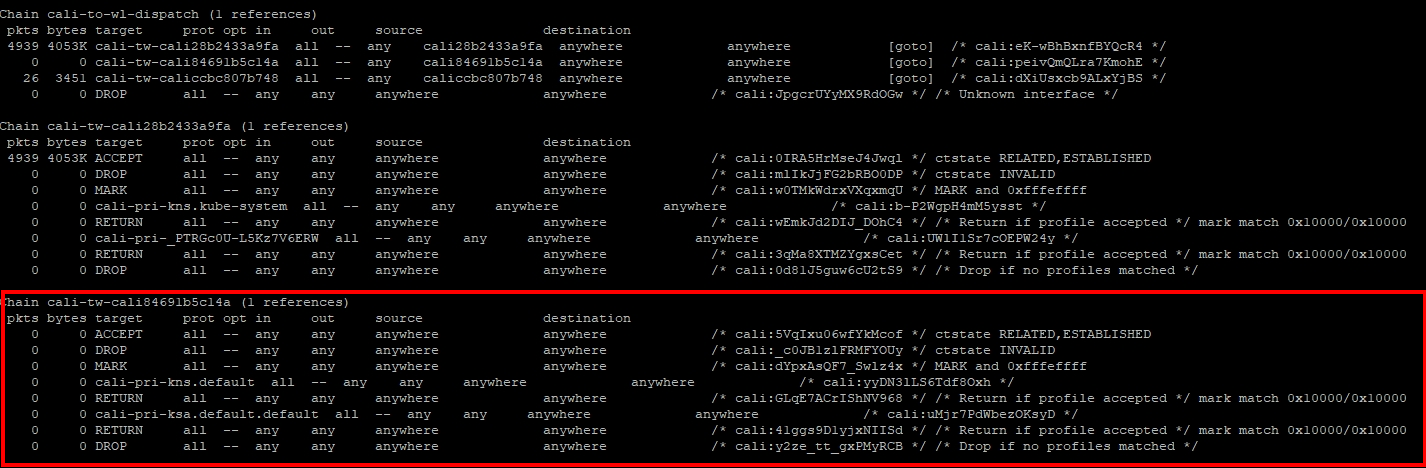 Chain cali-to-wl-dispatch (1 references)
pkts bytes target prot opt in out source destination
4939 4053K cali-tw-cali28b2433a9fa all -- any cali28b2433a9fa anywhere anywhere [goto] /* cali:eK-wBhBxnfBYQcR4 */
0 0 cali-tw-cali84691b5c14a all -- any cali84691b5c14a anywhere anywhere [goto] /* cali:peivQmQLra7KmohE */
26 3451 cali-tw-caliccbc807b748 all -- any caliccbc807b748 anywhere anywhere [goto] /* cali:dXiUsxcb9ALxYjBS */
0 0 DROP all -- any any anywhere anywhere /* cali:JpgcrUYyMX9RdOGw */ /* Unknown interface */
Chain cali-tw-cali28b2433a9fa (1 references)
pkts bytes target prot opt in out source destination
4939 4053K ACCEPT all -- any any anywhere anywhere /* cali:0IRA5HrMseJ4Jwql */ ctstate RELATED,ESTABLISHED
0 0 DROP all -- any any anywhere anywhere /* cali:mlIkJjFG2bRBO0DP */ ctstate INVALID
0 0 MARK all -- any any anywhere anywhere /* cali:w0TMkWdrxVXqxmqU */ MARK and 0xfffeffff
0 0 cali-pri-kns.kube-system all -- any any anywhere anywhere /* cali:b-P2WgpH4mM5ysst */
0 0 RETURN all -- any any anywhere anywhere /* cali:wEmkJd2DIJ_DOhC4 */ /* Return if profile accepted */ mark match 0x10000/0x10000
0 0 cali-pri-_PTRGc0U-L5Kz7V6ERW all -- any any anywhere anywhere /* cali:UWlI1Sr7cOEPW24y */
0 0 RETURN all -- any any anywhere anywhere /* cali:3qMa8XTMZYgxsCet */ /* Return if profile accepted */ mark match 0x10000/0x10000
0 0 DROP all -- any any anywhere anywhere /* cali:0d81J5guw6cU2tS9 */ /* Drop if no profiles matched */
Chain cali-tw-cali84691b5c14a (1 references)
pkts bytes target prot opt in out source destination
0 0 ACCEPT all -- any any anywhere anywhere /* cali:5VqIxu06wfYkMcof */ ctstate RELATED,ESTABLISHED
0 0 DROP all -- any any anywhere anywhere /* cali:_c0JBlzlFRMFYOUy */ ctstate INVALID
0 0 MARK all -- any any anywhere anywhere /* cali:dYpxAsQF7_Swlz4x */ MARK and 0xfffeffff
0 0 cali-pri-kns.default all -- any any anywhere anywhere /* cali:yyDN3lLS6Tdf8Oxh */
0 0 RETURN all -- any any anywhere anywhere /* cali:GLqE7ACrIShNV968 */ /* Return if profile accepted */ mark match 0x10000/0x10000
0 0 cali-pri-ksa.default.default all -- any any anywhere anywhere /* cali:uMjr7PdWbezOKsyD */
0 0 RETURN all -- any any anywhere anywhere /* cali:41ggs9DlyjxNIISd */ /* Return if profile accepted */ mark match 0x10000/0x10000
0 0 DROP all -- any any anywhere anywhere /* cali:y2ze_tt_gxPMyRCB */ /* Drop if no profiles matched */